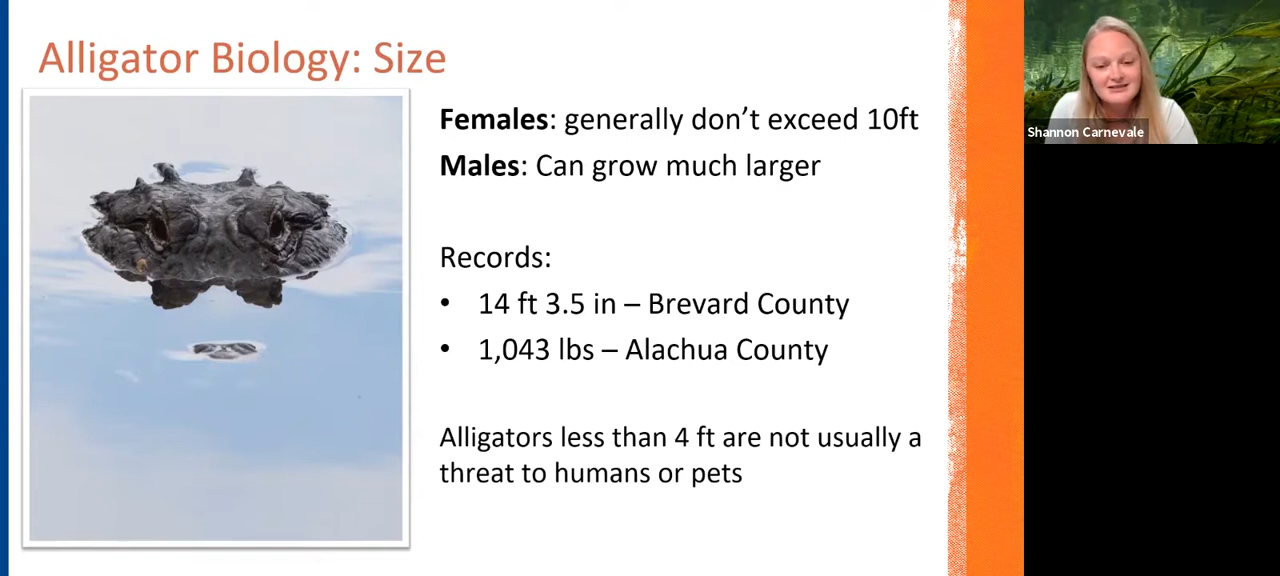 Alligator Biology: Size
Females: generally don’t exceed 10ft
Males: Can grow much larger
Records:
• 14 ft 3.5 in – Brevard County
• 1,043 lbs – Alachua County
Alligators less than 4 ft are not usually a
threat to humans or pets
Shannon Carnevale